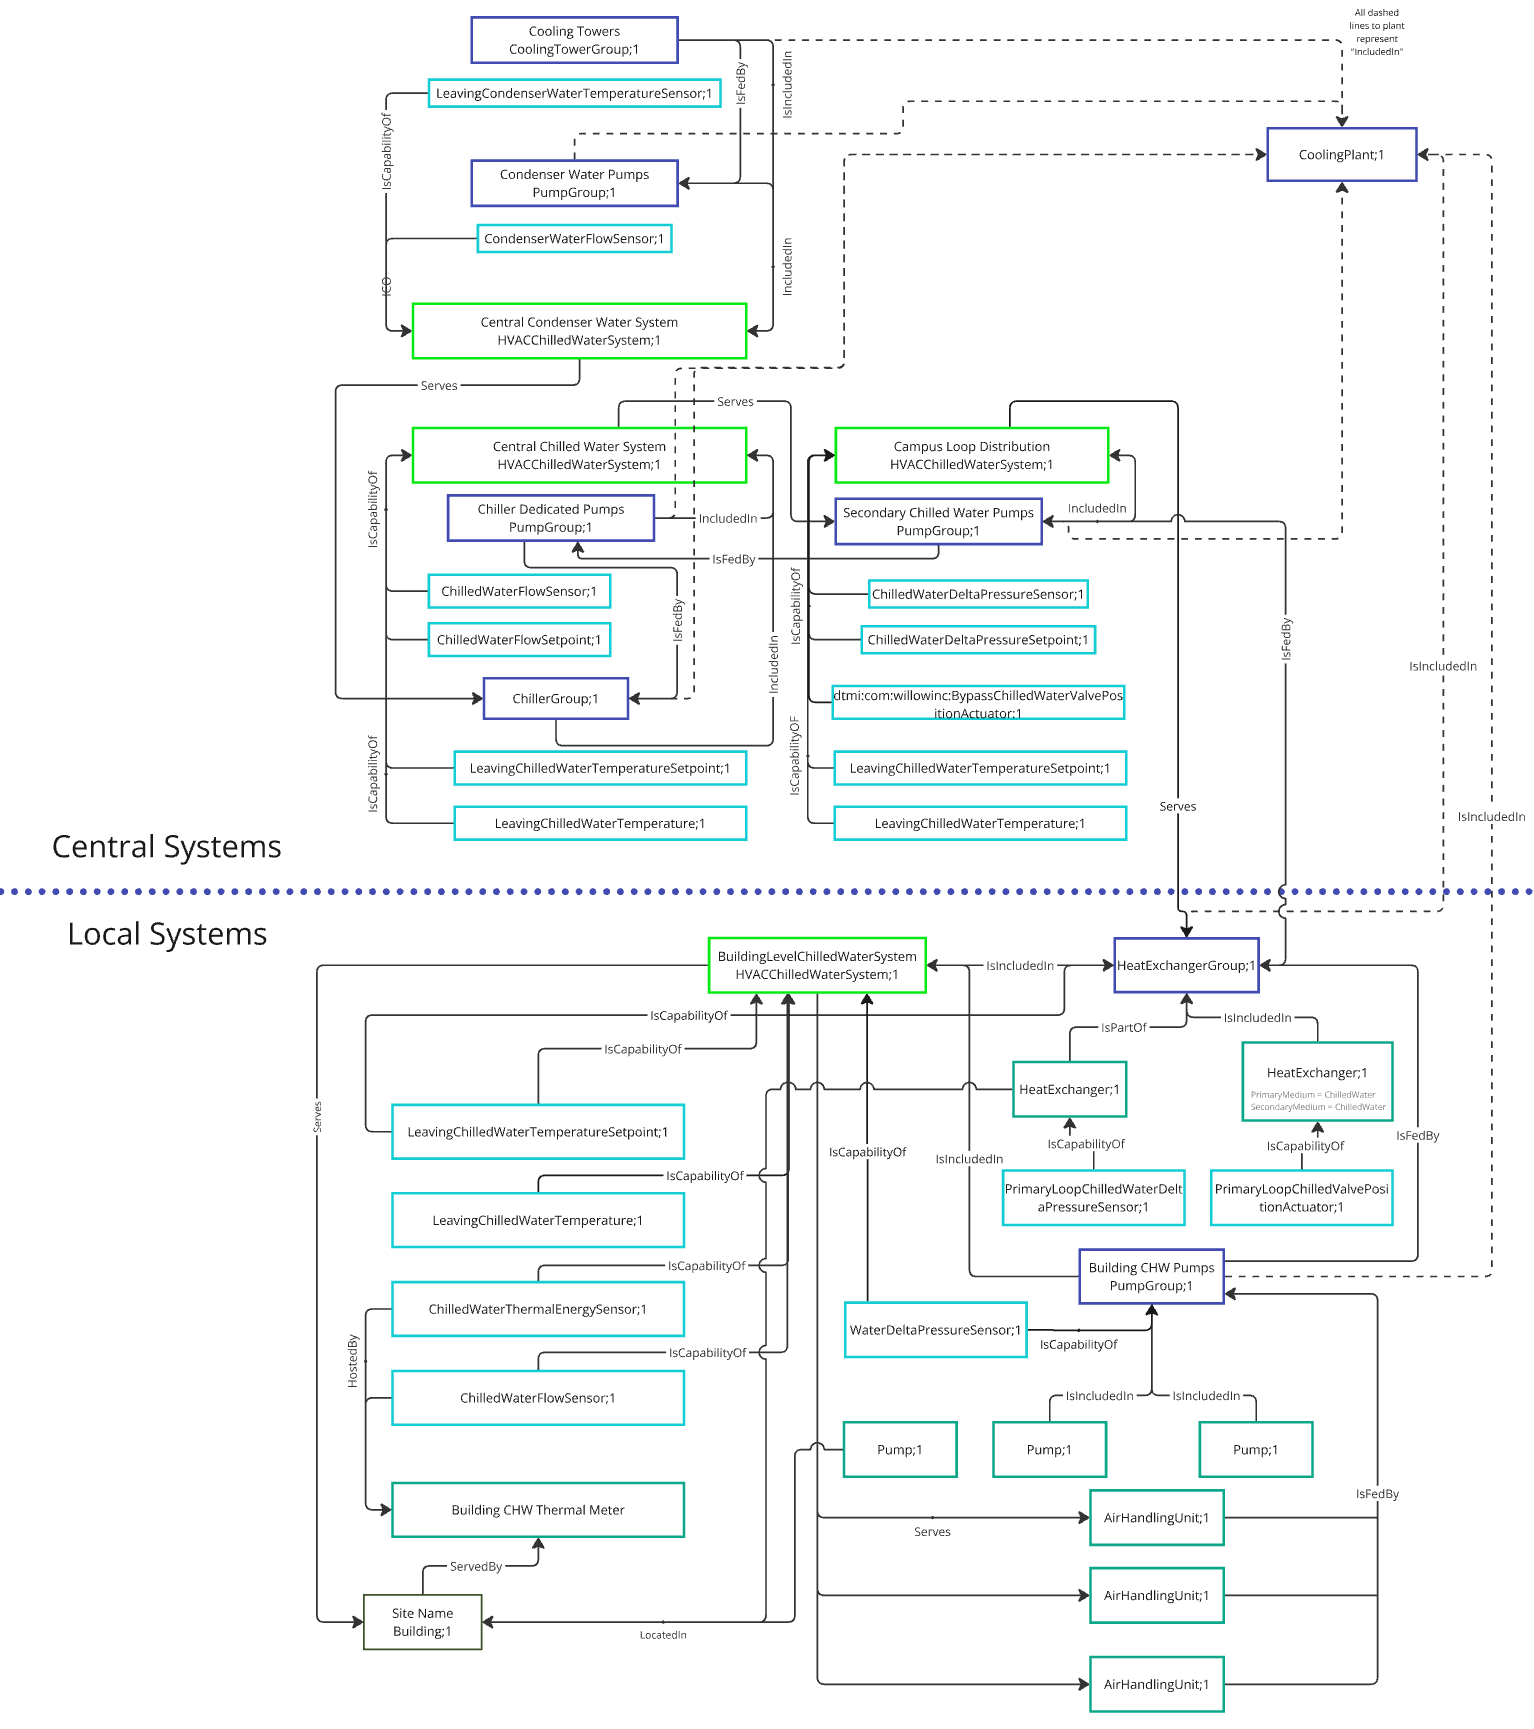 Cooling Towers
CoolingTowerGroup;1
All dashed
lines to plant
represent
"IncludedIn"
LeavingCondenserWaterTemperatureSensor;1
IsFedBy
IsIncludedIn
IsCapabilityOf
CoolingPlant;1
Condenser Water Pumps
PumpGroup;1
CondenserWaterFlowSensor;1
IncludedIn
ICO
Central Condenser Water System
HVACChilledWaterSystem;1
Serves
Serves
Central Chilled Water System
HVACChilledWaterSystem;1
Campus Loop Distribution
HVACChilledWaterSystem;1
IsCapabilityOf
Chiller Dedicated Pumps
PumpGroup;1
IncludedIn
Secondary Chilled Water Pumps
PumpGroup;1
IncludedIn
IsFedBy
ChilledWaterFlowSensor;1
ChilledWaterDeltaPressureSensor;1
IsFedBy
IsCapabilityOf
ChilledWaterFlowSetpoint;1
ChilledWaterDeltaPressureSetpoint;1
IsFedBy
IncludedIn
IsIncludedIn
ChillerGroup;1
dtmi:com:willowinc:BypassChilledWaterValvePos
itionActuator;1
IsCapabilityOf
IsCapabilityOF
LeavingChilledWaterTemperatureSetpoint;1
LeavingChilledWaterTemperatureSetpoint;1
Serves
IsIncludedIn
LeavingChilledWaterTemperature;1
LeavingChilledWaterTemperature;1
Central Systems
Local Systems
BuildingLevelChilledWaterSystem
HVACChilledWaterSystem;1
IsIncludedIn
HeatExchangerGroup;1
IsCapabilityOf
IsPartOf
IsIncludedIn
IsCapabilityOf
HeatExchanger;1
HeatExchanger;1
PrimaryMedium = ChilledWater
SecondaryMedium = ChilledWater
Serves
LeavingChilledWaterTemperatureSetpoint;1
IsFedBy
IsCapabilityOf
IsCapabilityOf
IsCapabilityOf
IsIncludedIn
IsCapabilityOf
PrimaryLoopChilledWaterDelt
aPressureSensor;1
PrimaryLoopChilledValvePosi
tionActuator;1
LeavingChilledWaterTemperature;1
IsCapabilityOf
Building CHW Pumps
PumpGroup;1
ChilledWaterThermalEnergySensor;1
WaterDeltaPressureSensor;1
IsCapabilityOf
HostedBy
IsCapabilityOf
ChilledWaterFlowSensor;1
IsIncludedIn
IsIncludedIn
Pump;1
Pump;1
Pump;1
IsFedBy
Building CHW Thermal Meter
AirHandlingUnit;1
Serves
ServedBy
AirHandlingUnit;1
Site Name
Building;1
LocatedIn
AirHandlingUnit;1